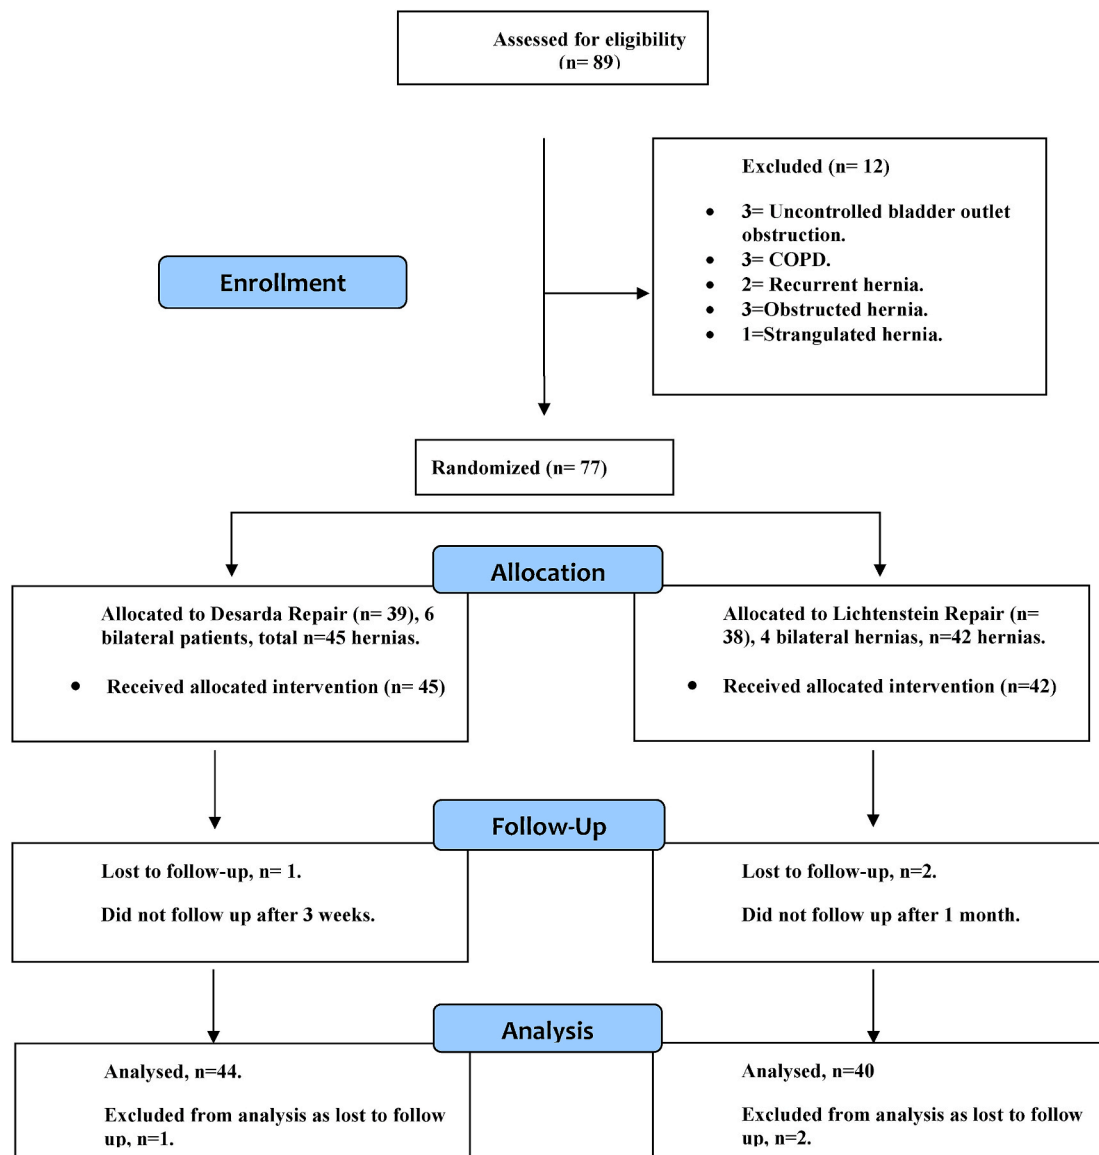 Assessed for eligibility
(n= 89)
Excluded (n= 12)
• 3= Uncontrolled bladder outlet
obstruction.
• 3= COPD.
• 2= Recurrent hernia.
• 3=Obstructed hernia.
• 1=Strangulated hernia.
Enrollment
Randomized (n= 77)
Allocation
Allocated to Desarda Repair (n= 39), 6
bilateral patients, total n=45 hernias.
• Received allocated intervention (n= 45)
Allocated to Lichtenstein Repair (n=
38), 4 bilateral hernias, n=42 hernias.
• Received allocated intervention (n=42)
Follow-Up
Lost to follow-up, n= 1.
Did not follow up after 3 weeks.
Lost to follow-up, n=2.
Did not follow up after 1 month.
Analysis
Analysed, n=44.
Excluded from analysis as lost to follow
up, n=1.
Analysed, n=40
Excluded from analysis as lost to follow
up, n=2.